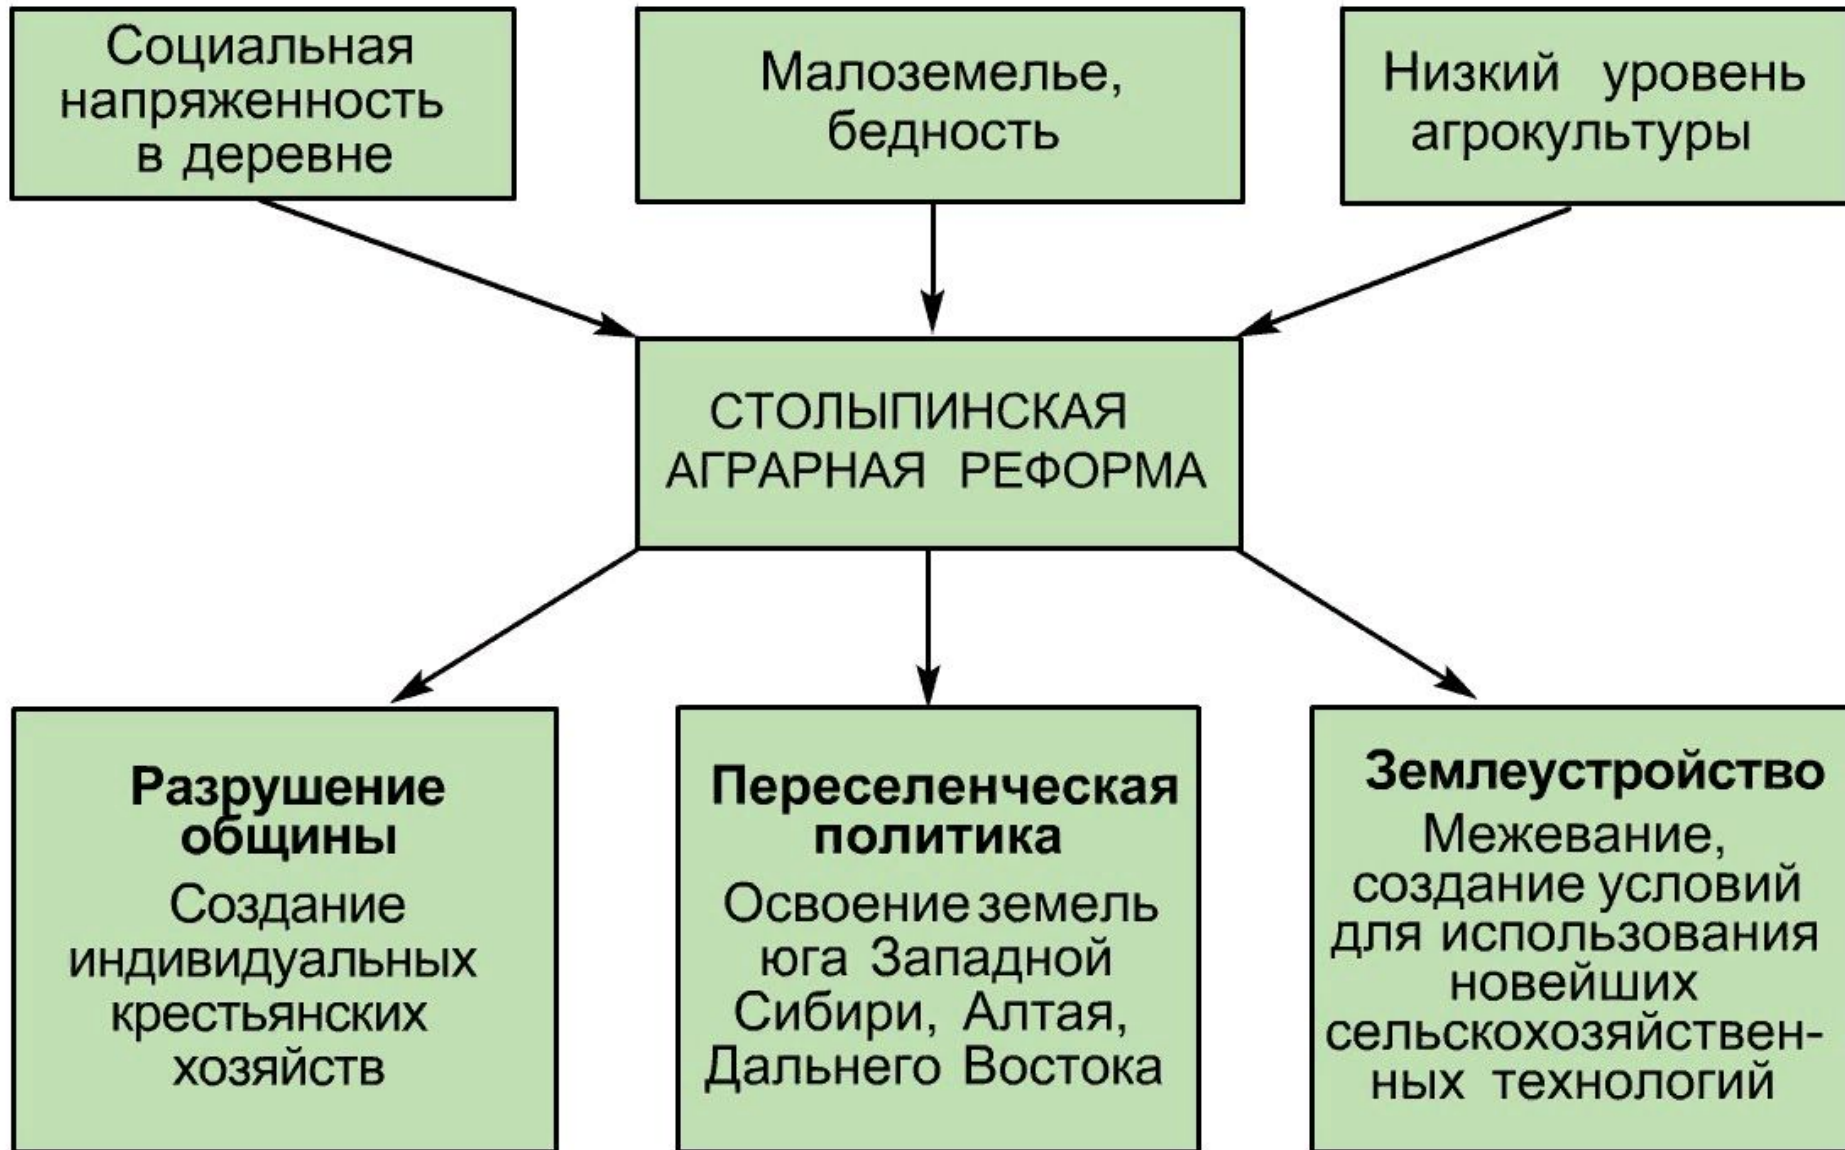 Социальная
напряженность
в деревне
Малоземелье,
бедность
Низкий уровень
агрокультуры
СТОЛЫПИНСКАЯ
АГРАРНАЯ РЕФОРМА
Разрушение
общины
Создание
индивидуальных
крестьянских
хозяйств
Переселенческая
политика
Освоение земель
юга Западной
Сибири, Алтая,
Дальнего Востока
Землеустройство
Межевание,
создание условий
для использования
новейших
сельскохозяйствен-
ных технологий